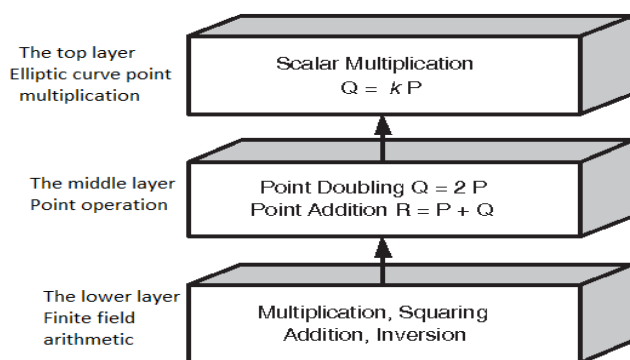 The top layer
Elliptic curve point
multiplication
Scalar Multiplication
Q = k P
The middle layer
Point operation
Point Doubling Q = 2 P
Point Addition R = P + Q
The lower layer
Finite field
arithmetic
Multiplication, Squaring
Addition, Inversion